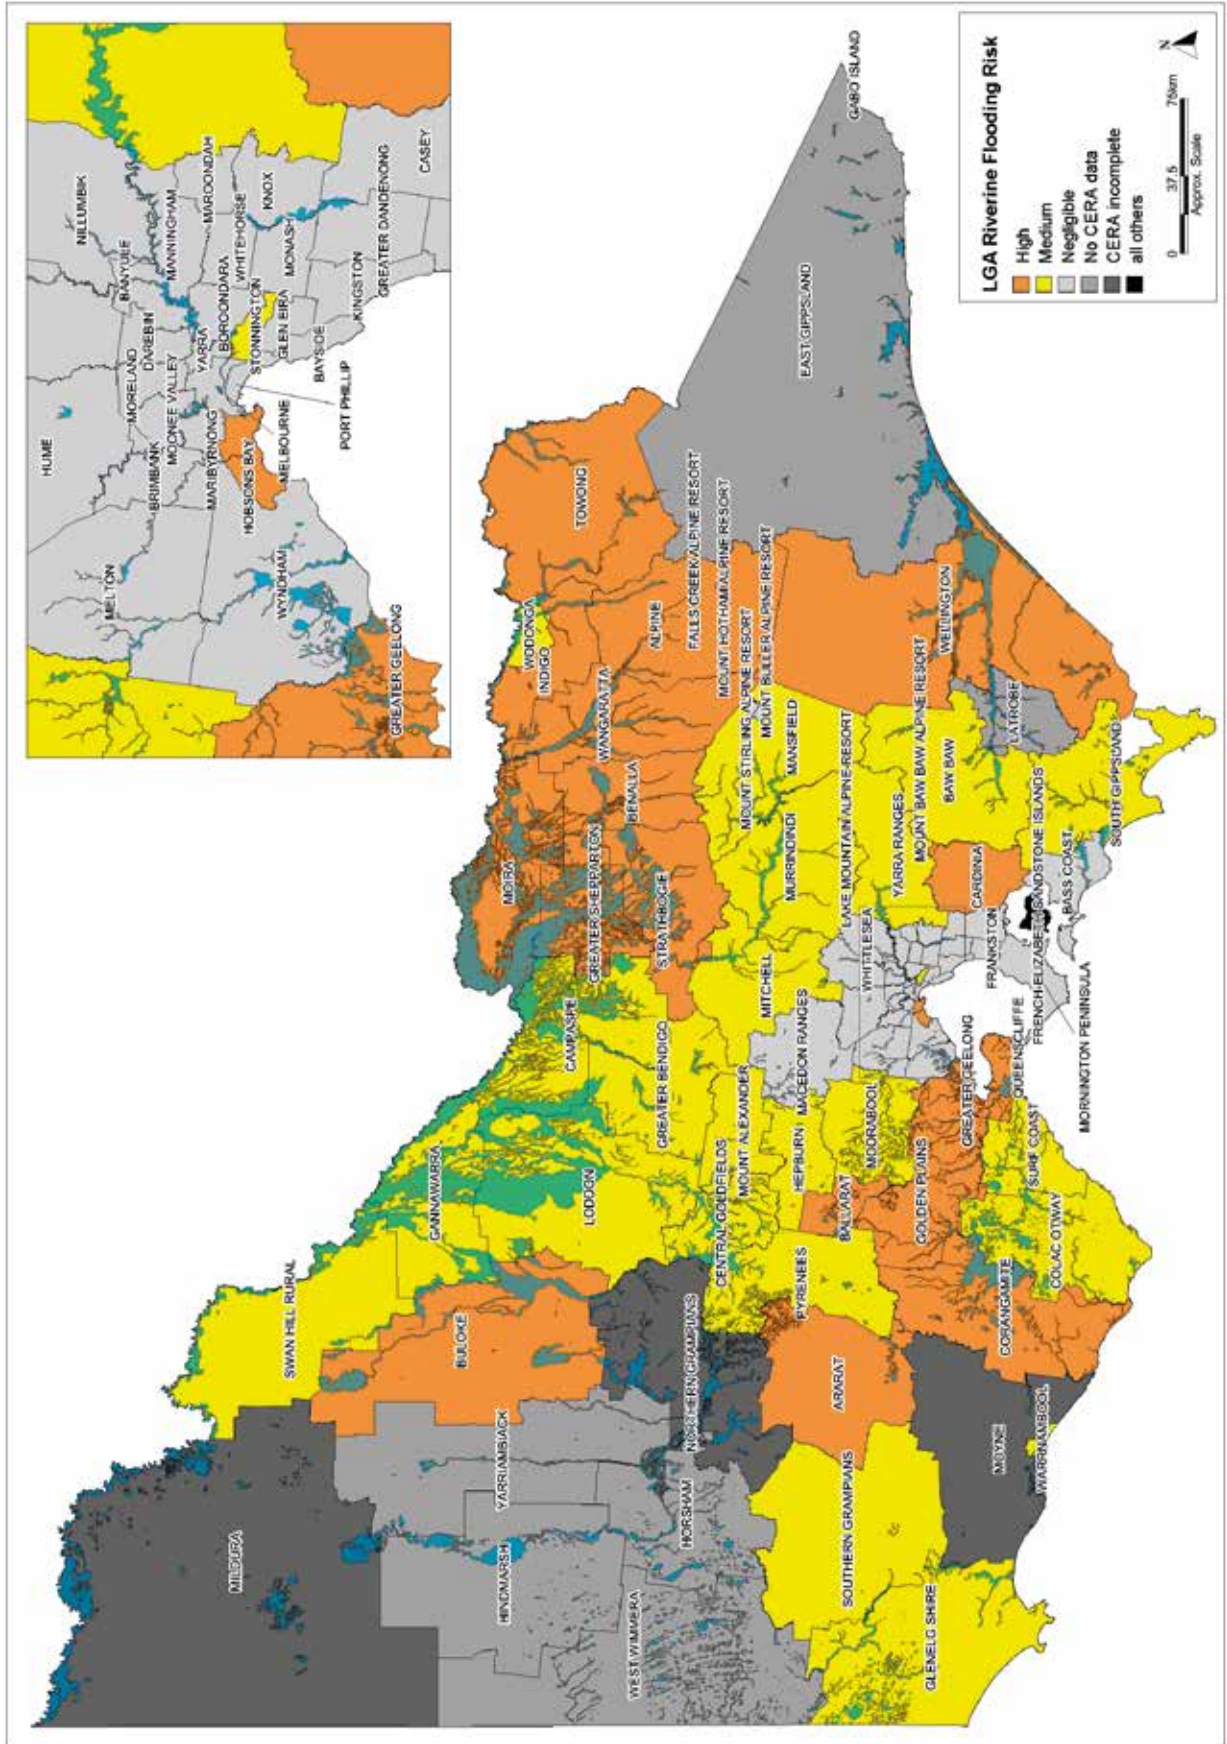 HUME
NILLUMBIK
MELTON
MORELAND
BANYULE
BRIMBANK
DAREBIN
MOONEE VALLEY
MANNINGHAM
MAROONDAH
YARRA
MARIBYRNONG
BOROONDARA
WHITEHORSE
KNOX
HOBSONS BAY
STONNINGTON
WYNDHAM
MELBOURNE
GLEN EIRA
MONASH
BAYSIDE
PORT PHILLIP
KINGSTON
GREATER DANDENONG
CASEY
GREATER GEELONG
MILDURA
SWAN HILL RURAL
GANNAWARRA
BULOKE
YARRIAMBIACK
HINDMARSH
WEST WIMMERA
HORSHAM
NORTHERN GRAMPIANS
LODDON
CAMPASPE
GREATER BENDIGO
CENTRAL GOLDFIELDS
MOUNT ALEXANDER
MOIRA
GREATER SHEPPARTON
STRATHBOGIE
BENALLA
WANGARATTA
INDIGO
WODONGA
TOWONG
ALPINE
FALLS CREEK ALPINE RESORT
MOUNT HOTHAM ALPINE RESORT
MOUNT STIRLING ALPINE RESORT
MOUNT BULLER ALPINE RESORT
MANSFIELD
MURRINDINDI
MITCHELL
MACEDON RANGES
HEPBURN
PYRENEES
ARARAT
SOUTHERN GRAMPIANS
GLENELG SHIRE
MOYNE
WARRNAMBOOL
CORANGAMITE
COLAC OTWAY
SURF COAST
GOLDEN PLAINS
BALLARAT
MOORABOOL
GREATER GEELONG
QUEENSCLIFFE
WHITTLESEA
LAKE MOUNTAIN ALPINE RESORT
YARRA RANGES
MOUNT BAW BAW ALPINE RESORT
BAW BAW
WELLINGTON
LATROBE
EAST GIPPSLAND
GABO ISLAND
CARDINIA
FRANKSTON
FRENCH-ELIZABETH-SANDSTONE ISLANDS
BASS COAST
SOUTH GIPPSLAND
MORNINGTON PENINSULA
LGA Riverine Flooding Risk
High
Medium
Negligible
No CERA data
CERA incomplete
all others
0 37.5 75km
Approx. Scale
N